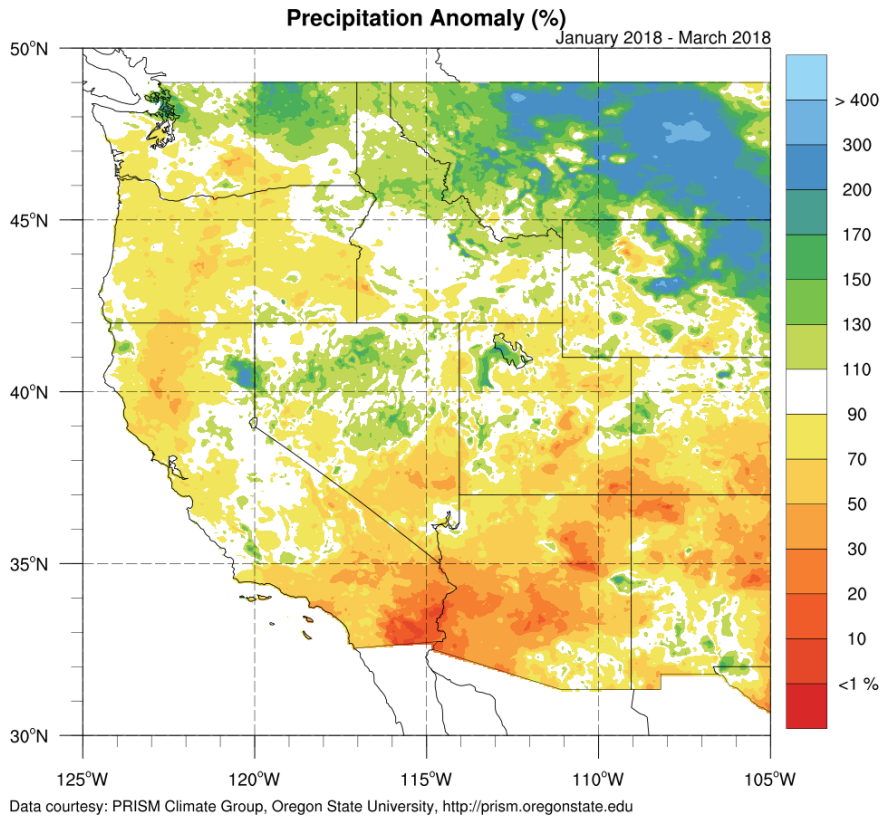 Precipitation Anomaly (%)
January 2018 - March 2018
50°N
45°N
40°N
35°N
30°N
125°W
120°W
115°W
110°W
105°W
> 400
300
200
170
150
130
110
90
70
50
30
20
10
<1 %
Data courtesy: PRISM Climate Group, Oregon State University, http://prism.oregonstate.edu